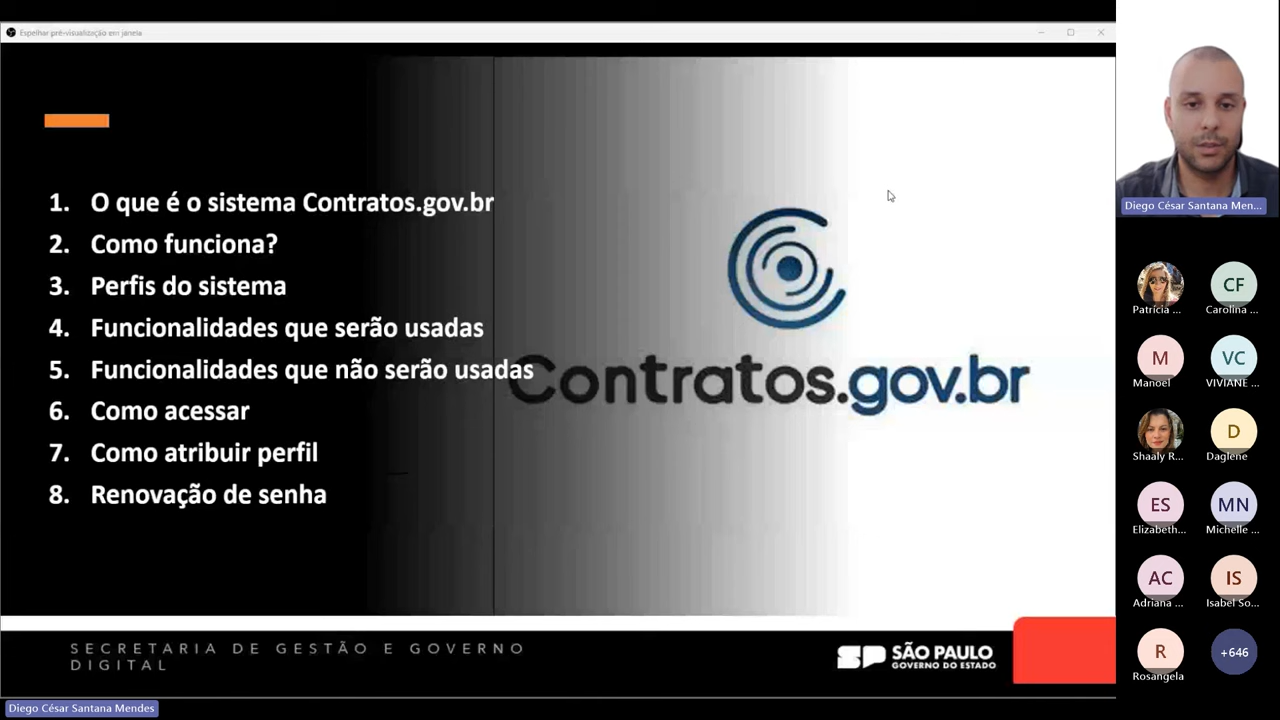 Espelhar pré-visualização em janela
1. O que é o sistema Contratos.gov.br
2. Como funciona?
3. Perfis do sistema
4. Funcionalidades que serão usadas
5. Funcionalidades que não serão usadas
6. Como acessar
7. Como atribuir perfil
8. Renovação de senha
Contratos.gov.br
SECRETARIA DE GESTÃO E GOVERNO
DIGITAL
SP SÃO PAULO
GOVERNO DO ESTADO
Diego César Santana Mendes
Diego César Santana Men...
Patrícia ...
CF
Carolina ...
M
Manoel
VC
VIVIANE ...
Shaaly R...
D
Daglene
ES
Elizabeth...
MN
Michelle ...
AC
Adriana ...
IS
Isabel So...
R
Rosangela
+646